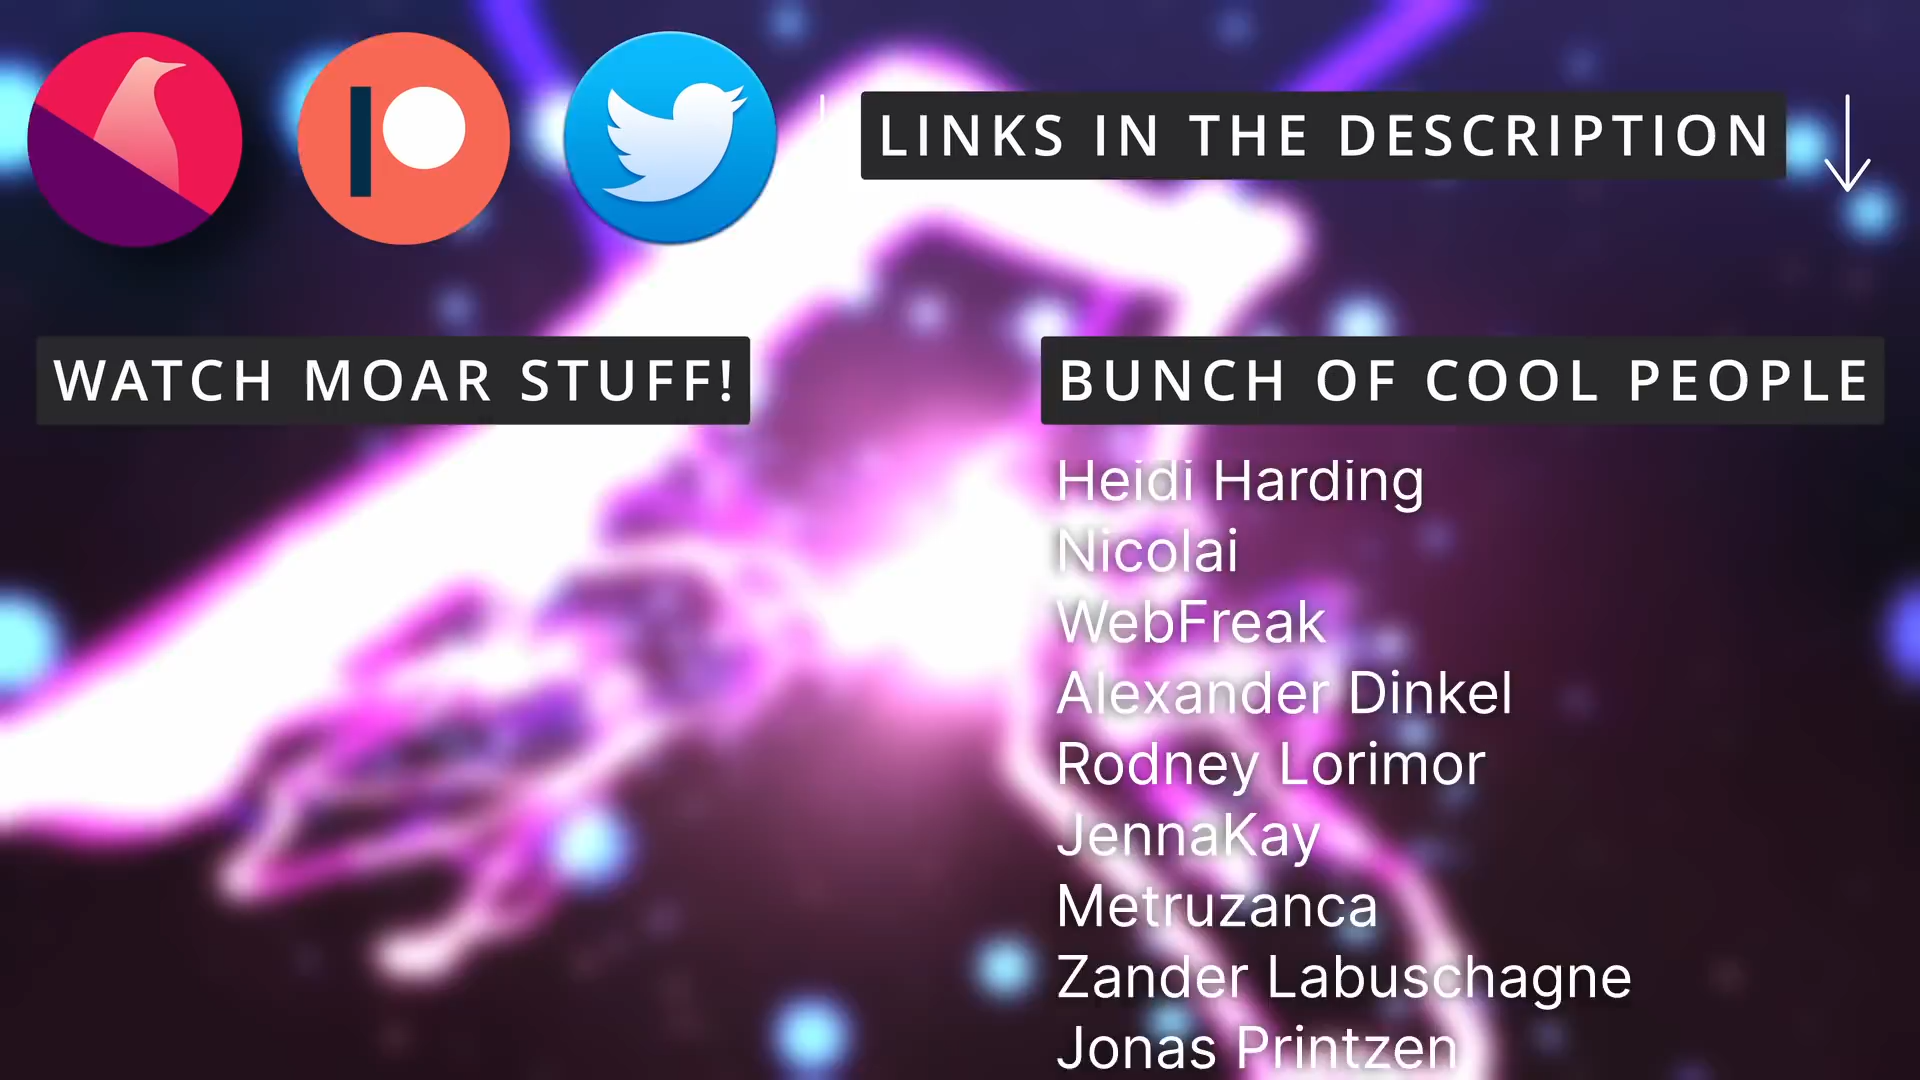 LINKS IN THE DESCRIPTION
WATCH MOAR STUFF!
BUNCH OF COOL PEOPLE
Heidi Harding
Nicolai
WebFreak
Alexander Dinkel
Rodney Lorimor
JennaKay
Metruzanca
Zander Labuschagne
Jonas Printzen